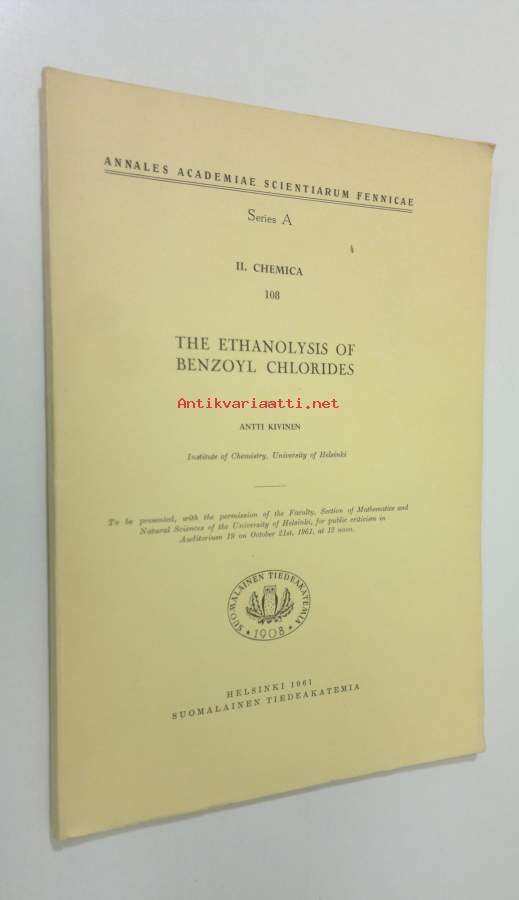 ANNALES ACADEMIAE SCIENTIARUM FENNICAE
Series A
II. CHEMICA
108
THE ETHANOLYSIS OF
BENZOYL CHLORIDES
Antikvariaatti.net
ANTTI KIVINEN
Institute of Chemistry, University of Helsinki
To be presented, with the permission of the Faculty, Section of Mathematics and
Natural Sciences of the University of Helsinki, for public criticism in
Auditorium 19 on October 21st, 1961, at 12 noon.
SUOMALAINEN TIEDEAKATEMIA
• 1908 •
HELSINKI 1961
SUOMALAINEN TIEDEAKATEMIA